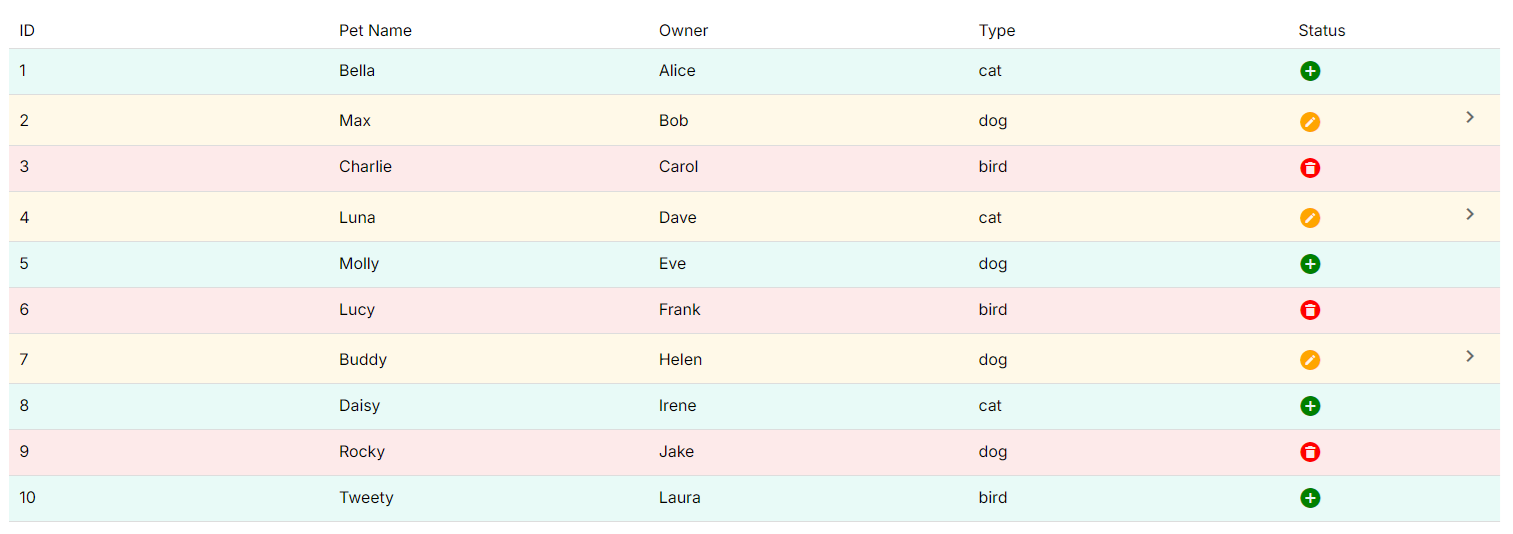 ID Pet Name Owner Type Status
1 Bella Alice cat
2 Max Bob dog
3 Charlie Carol bird
4 Luna Dave cat
5 Molly Eve dog
6 Lucy Frank bird
7 Buddy Helen dog
8 Daisy Irene cat
9 Rocky Jake dog
10 Tweety Laura bird